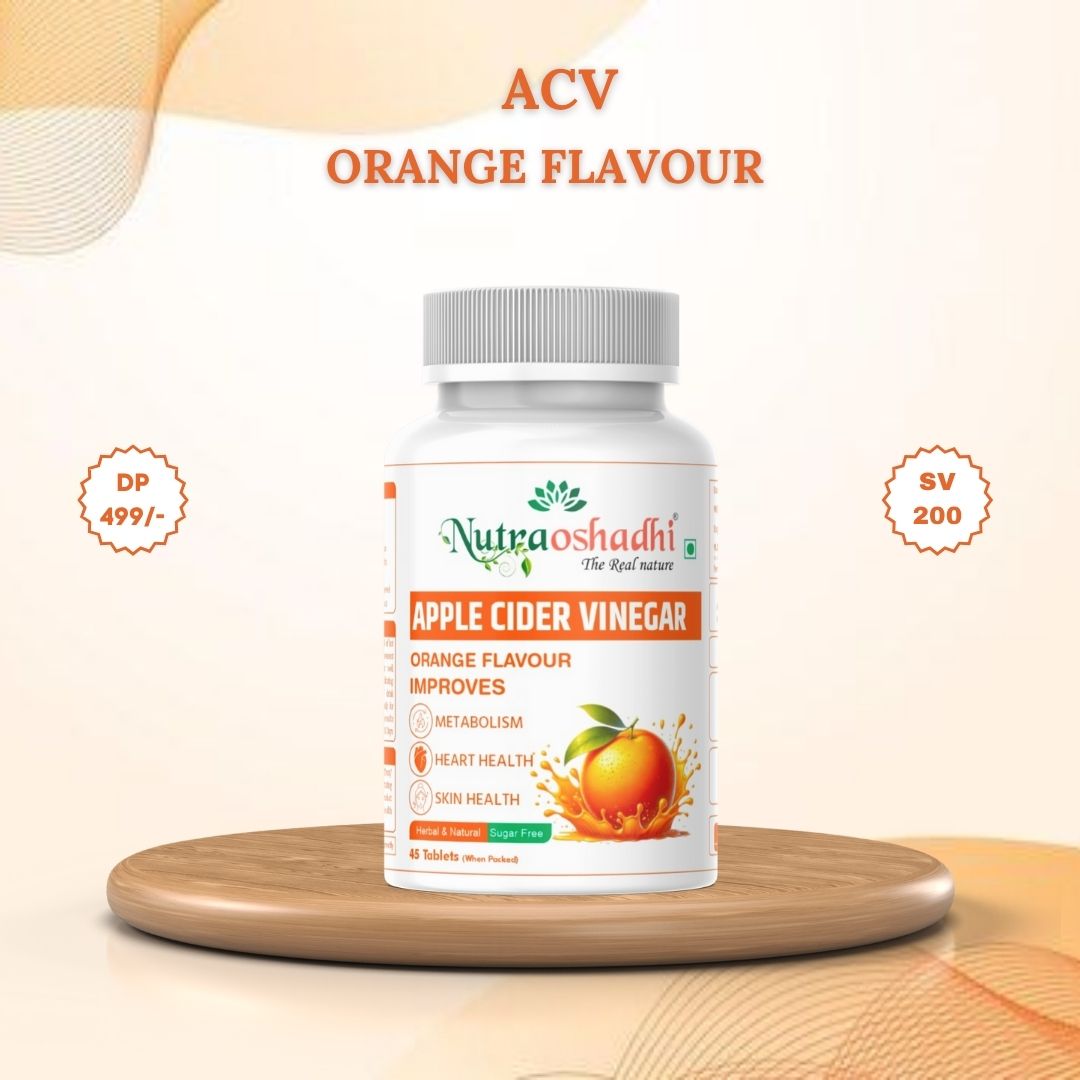 ACV
ORANGE FLAVOUR
DP
499/-
SV
200
Nutraoshadhi®
The Real nature
APPLE CIDER VINEGAR
ORANGE FLAVOUR
IMPROVES
METABOLISM
HEART HEALTH
SKIN HEALTH
Herbal & Natural Sugar Free
45 Tablets (When Packed)